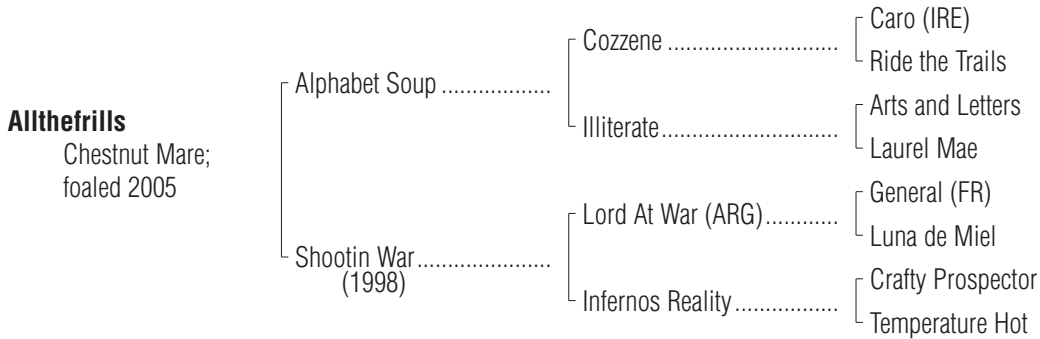 Caro (IRE)
Cozzene ..........................
Ride the Trails
Alphabet Soup .................
Arts and Letters
Illiterate...........................
Laurel Mae
Allthefrills
Chestnut Mare;
foaled 2005
General (FR)
Lord At War (ARG)...........
Luna de Miel
Shootin War....................
(1998)
Crafty Prospector
Infernos Reality................
Temperature Hot